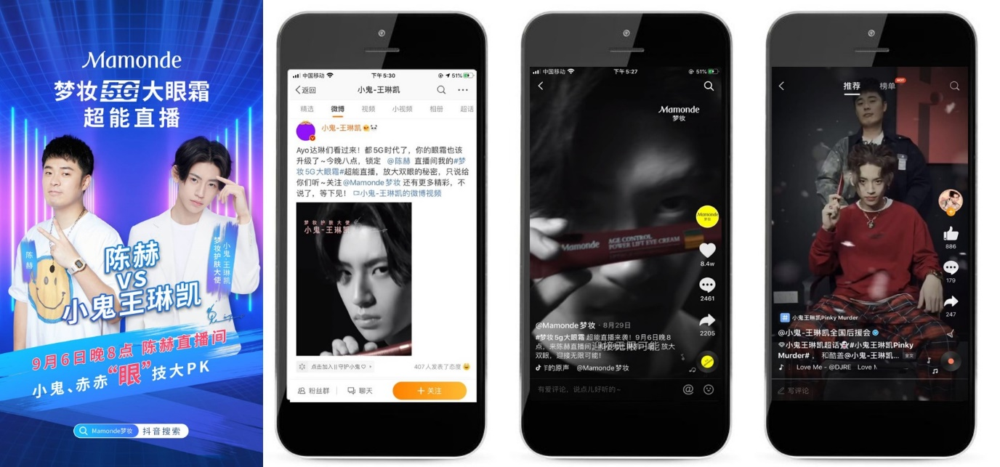 Mamonde
梦妆5G大眼霜
超能直播
陈赫
小鬼-王琳凯
梦妆护肤大使
陈赫
VS
小鬼王琳凯
9月6日晚8点 陈赫直播间
小鬼、赤赤“眼”技大PK
Mamonde梦妆 抖音搜索
中国移动 下午5:30 51%
返回 小鬼-王琳凯
精选 微博 视频 小视频 相册 超话
小鬼-王琳凯
Ayo达琳们看过来！都5G时代了，你的眼霜也该
升级了~今晚八点，锁定 @陈赫 直播间我的#梦
妆5G大眼霜#超能直播，放大双眼的秘密，只说给
你们听~关注@Mamonde梦妆 还有更多精彩，不
说了，等下见！ 小鬼-王琳凯的微博视频
梦妆护肤大使
小鬼-王琳凯
点击加入||守护小鬼♡
407人发表了态度
粉丝群 聊天 +关注
中国移动 下午5:27 51%
Mamonde
梦妆
Mamonde AGE CONTROL
POWER LIFT EYE CREAM
Mamonde
梦妆
8.4w
2461
2205
@Mamonde梦妆 · 8月29日
#梦妆5g大眼霜 超能直播来袭！9月6日晚8
点，来陈赫直播间
迎接无限可能
放大
双眼，迎接无限可能！
的原声 @Mamonde梦妆
有爱评论，说点儿好听的~
推荐 榜单 HOT
886
179
247
# 小鬼王琳凯Pinky Murder
@小鬼-王琳凯全国后援会
小鬼王琳凯超话#小鬼王琳凯Pinky
Murder# ，和酷盖@小鬼-王琳凯... 全文
Love Me - @DJRE Love M
写评论